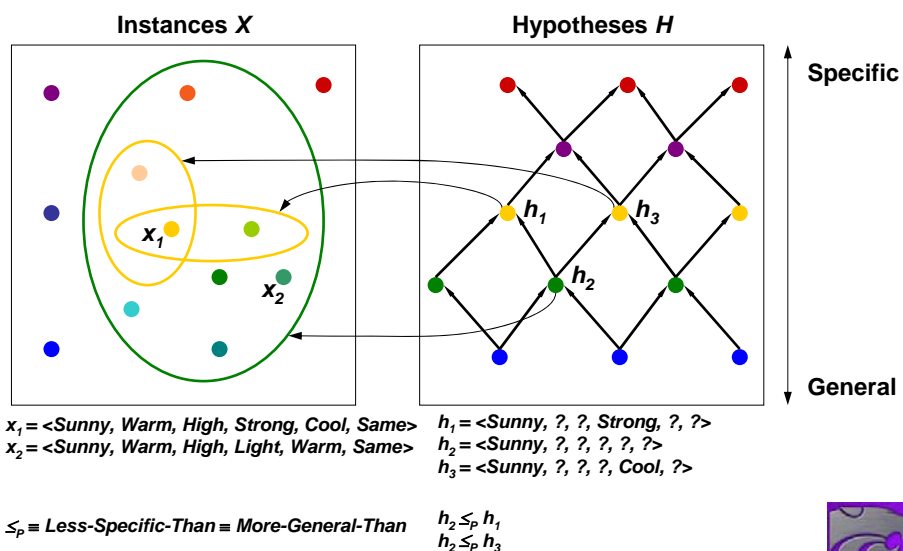 Instances X
Hypotheses H
Specific
h1
h3
x1
x2
h2
General
x1 = <Sunny, Warm, High, Strong, Cool, Same>
x2 = <Sunny, Warm, High, Light, Warm, Same>
h1 = <Sunny, ?, ?, Strong, ?, ?>
h2 = <Sunny, ?, ?, ?, ?, ?>
h3 = <Sunny, ?, ?, ?, Cool, ?>
≤P ≡ Less-Specific-Than ≡ More-General-Than
h2 ≤P h1
h2 ≤P h3